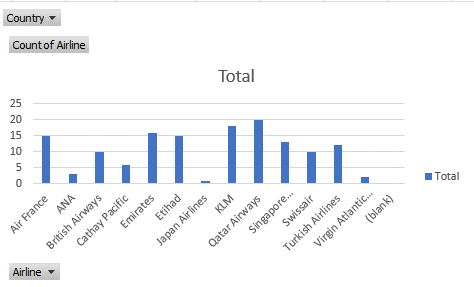 Country
Count of Airline
Total
25
20
15
10
5
0
Air France
ANA
British Airways
Cathay Pacific
Emirates
Etihad
Japan Airlines
KLM
Qatar Airways
Singapore...
Swissair
Turkish Airlines
Virgin Atlantic...
(blank)
Total
Airline